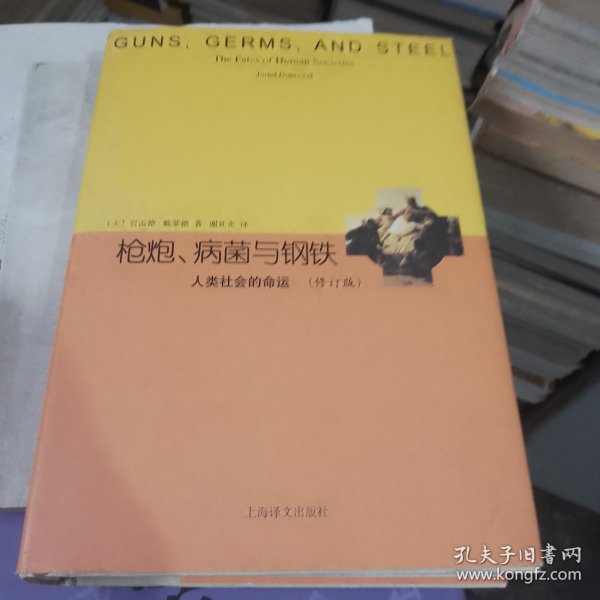 GUNS, GERMS, AND STEEL
The Fates of Human Societies
Jared Diamond
〔美〕贾雷德·戴蒙德 著 谢延光 译
枪炮、病菌与钢铁
人类社会的命运 (修订版)
上海译文出版社
孔夫子旧书网
www.kongfz.com